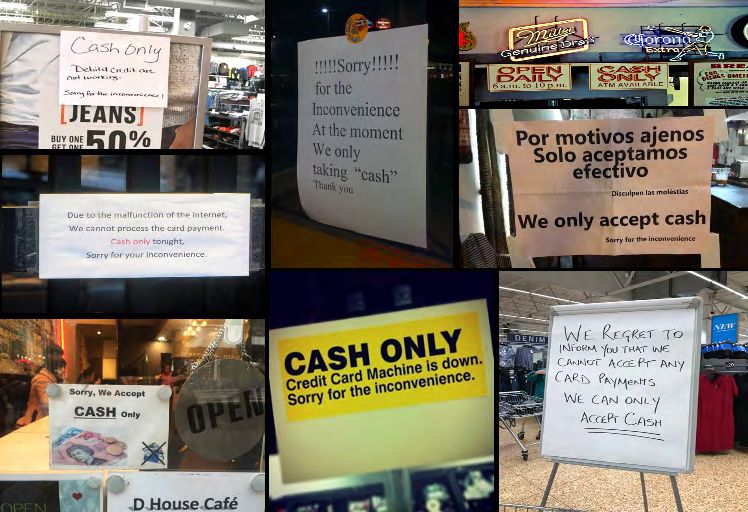 Cash Only
Debit/Credit are
not working.
Sorry for the inconvenience!
[JEANS]
BUY ONE
GET ONE 50%
!!!!!Sorry!!!!!
for the
Inconvenience
At the moment
We only
taking "cash"
Thank you
Miller
Genuine Draft
Corona
Extra
OPEN
DAILY
6 a.m. to 10 p.m.
CASH
ONLY
ATM AVAILABLE
Por motivos ajenos
Solo aceptamos
efectivo
Disculpen las moléstias
We only accept cash
Sorry for the inconvenience
Due to the malfunction of the internet,
We cannot process the card payment.
Cash only tonight,
Sorry for your inconvenience.
Sorry, We Accept
CASH Only
OPEN
OPEN
D House Café
CASH ONLY
Credit Card Machine is down.
Sorry for the inconvenience.
DENIM
NEW
WE REGRET TO
INFORM YOU THAT WE
CANNOT ACCEPT ANY
CARD PAYMENTS
WE CAN ONLY
ACCEPT CASH